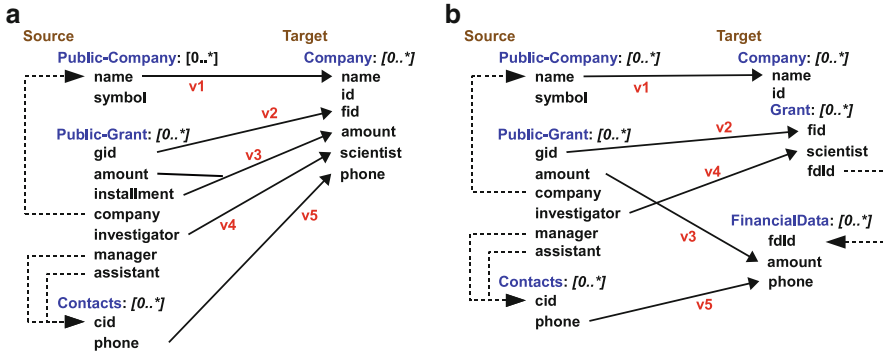 a
Source Target
Public-Company: [0..*] Company: [0..*]
name v1 name
symbol id
v2 fid
Public-Grant: [0..*] amount
gid v3 scientist
amount phone
installment
company v4
investigator v5
manager
assistant
Contacts: [0..*]
cid
phone
b
Source Target
Public-Company: [0..*] Company: [0..*]
name v1 name
symbol id
Grant: [0..*]
Public-Grant: [0..*] v2 fid
gid scientist
amount v4 fdId
company
investigator
manager v3 FinancialData: [0..*]
assistant fdId
amount
Contacts: [0..*] phone
cid
phone v5